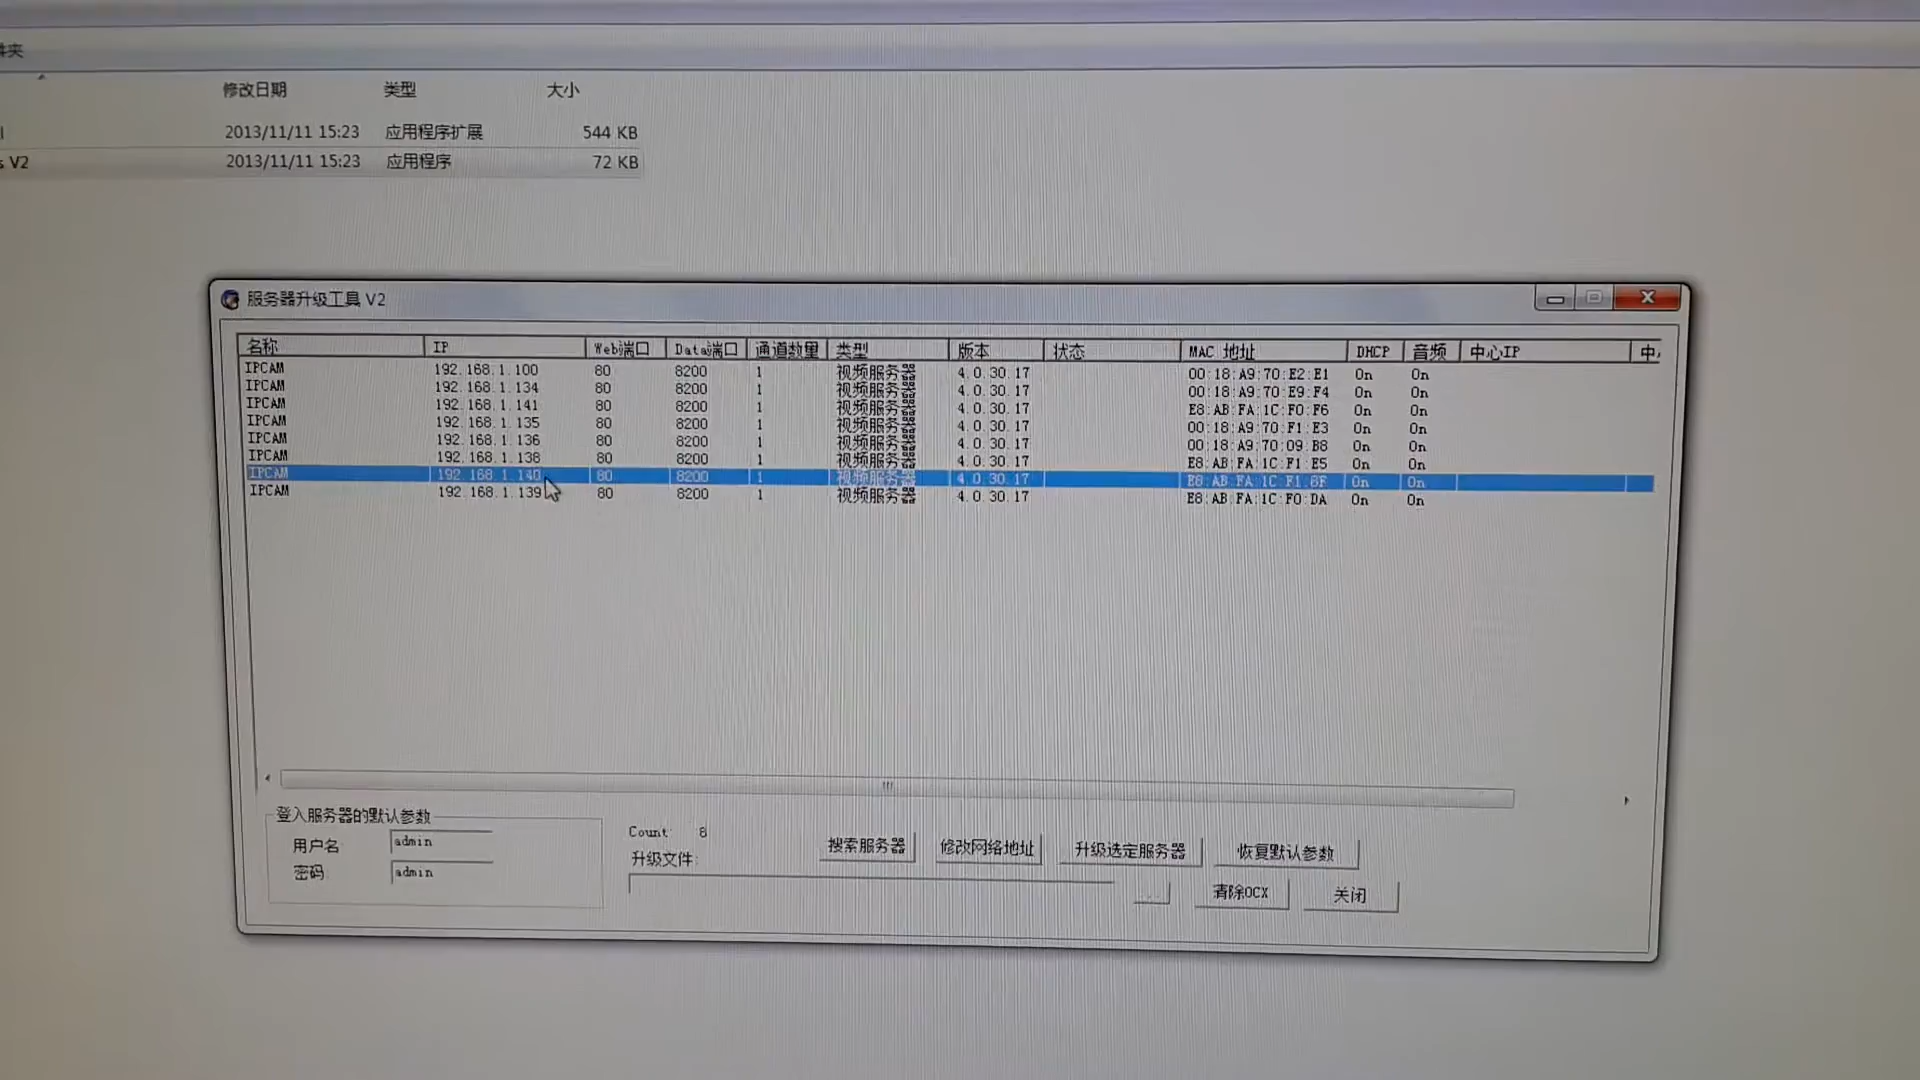 件夹
修改日期 类型 大小
2013/11/11 15:23 应用程序扩展 544 KB
s V2 2013/11/11 15:23 应用程序 72 KB
服务器升级工具 V2
名称 IP Web端口 Data端口 通道数量 类型 版本 状态 MAC 地址 DHCP 音频 中心IP 中
IPCAM 192.168.1.100 80 8200 1 视频服务器 4.0.30.17 00:18:A9:70:E2:E1 On On
IPCAM 192.168.1.134 80 8200 1 视频服务器 4.0.30.17 00:18:A9:70:E9:F4 On On
IPCAM 192.168.1.141 80 8200 1 视频服务器 4.0.30.17 E8:AB:FA:1C:F0:F6 On On
IPCAM 192.168.1.135 80 8200 1 视频服务器 4.0.30.17 00:18:A9:70:F1:E3 On On
IPCAM 192.168.1.136 80 8200 1 视频服务器 4.0.30.17 00:18:A9:70:09:B8 On On
IPCAM 192.168.1.138 80 8200 1 视频服务器 4.0.30.17 E8:AB:FA:1C:F1:E5 On On
IPCAM 192.168.1.140 80 8200 1 视频服务器 4.0.30.17 On On
IPCAM 192.168.1.139 80 8200 1 视频服务器 4.0.30.17 E8:AB:FA:1C:F0:DA On On
登入服务器的默认参数
用户名 admin
密码 admin
Count: 8
升级文件:
搜索服务器 修改网络地址 升级选定服务器 恢复默认参数
... 清除OCX 关闭